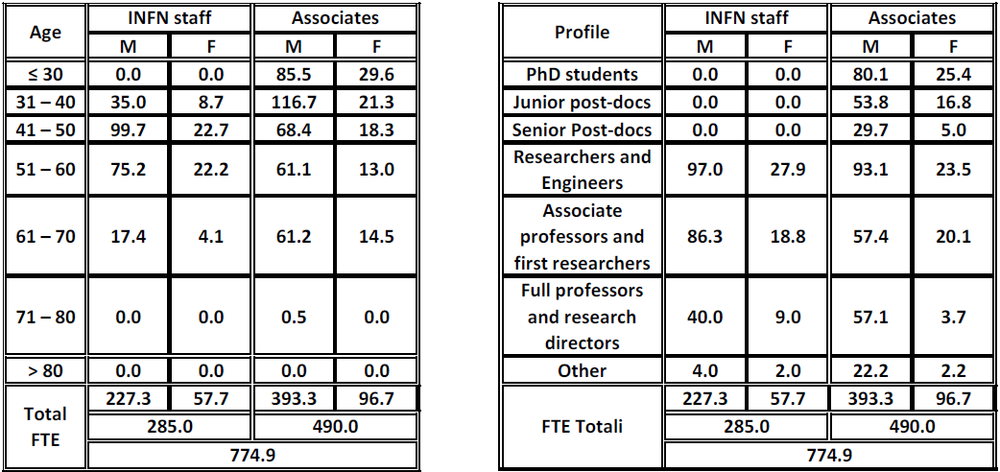 Age INFN staff Associates
M F M F
≤ 30 0.0 0.0 85.5 29.6
31 – 40 35.0 8.7 116.7 21.3
41 – 50 99.7 22.7 68.4 18.3
51 – 60 75.2 22.2 61.1 13.0
61 – 70 17.4 4.1 61.2 14.5
71 – 80 0.0 0.0 0.5 0.0
> 80 0.0 0.0 0.0 0.0
Total
FTE
227.3 57.7 393.3 96.7
285.0 490.0
774.9
Profile INFN staff Associates
M F M F
PhD students 0.0 0.0 80.1 25.4
Junior post-docs 0.0 0.0 53.8 16.8
Senior Post-docs 0.0 0.0 29.7 5.0
Researchers and
Engineers
97.0 27.9 93.1 23.5
Associate
professors and
first researchers
86.3 18.8 57.4 20.1
Full professors
and research
directors
40.0 9.0 57.1 3.7
Other 4.0 2.0 22.2 2.2
FTE Totali
227.3 57.7 393.3 96.7
285.0 490.0
774.9